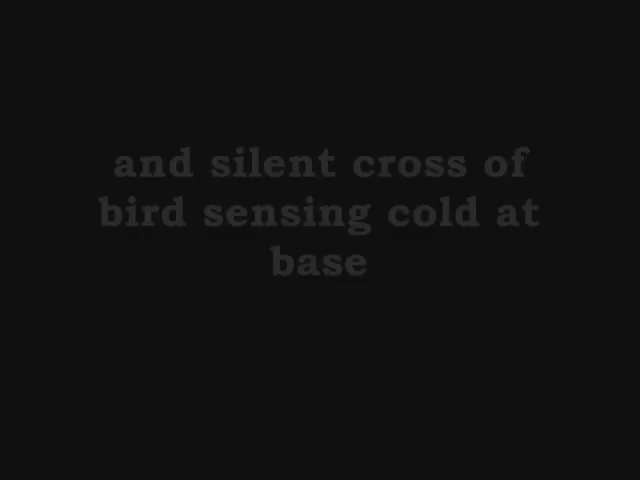 and silent cross of
bird sensing cold at
base